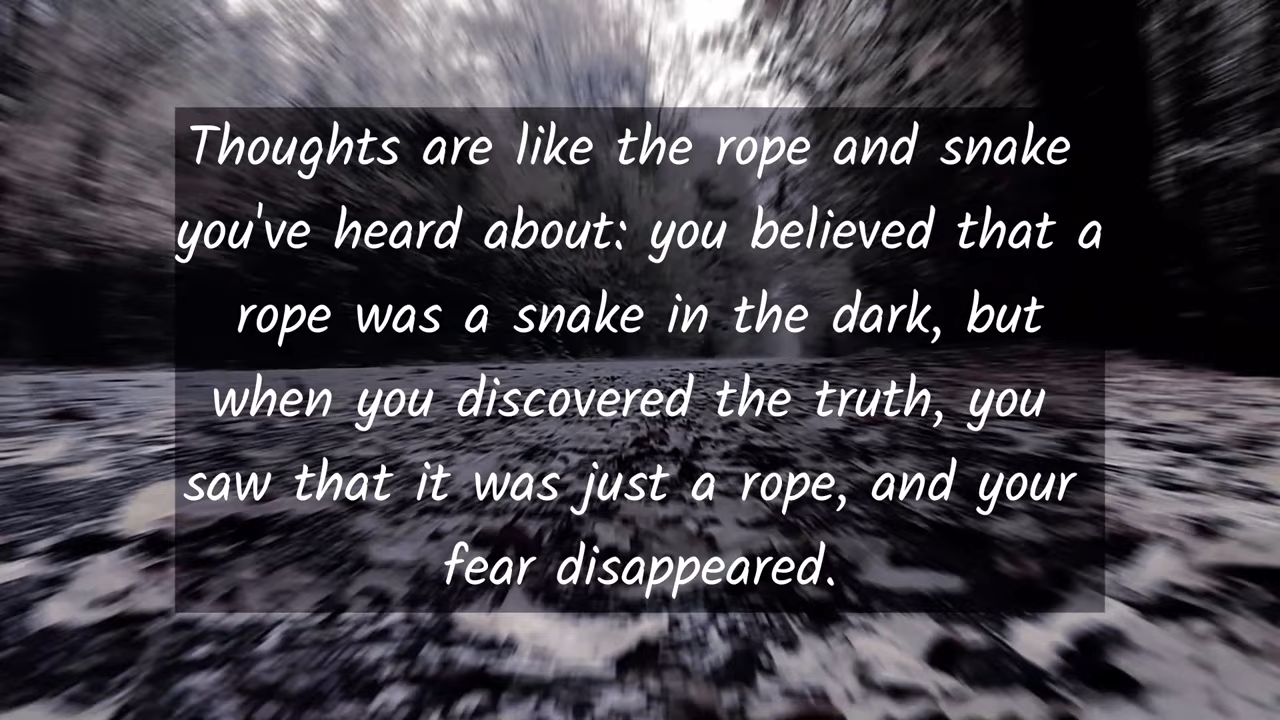 Thoughts are like the rope and snake
you've heard about: you believed that a
rope was a snake in the dark, but
when you discovered the truth, you
saw that it was just a rope, and your
fear disappeared.